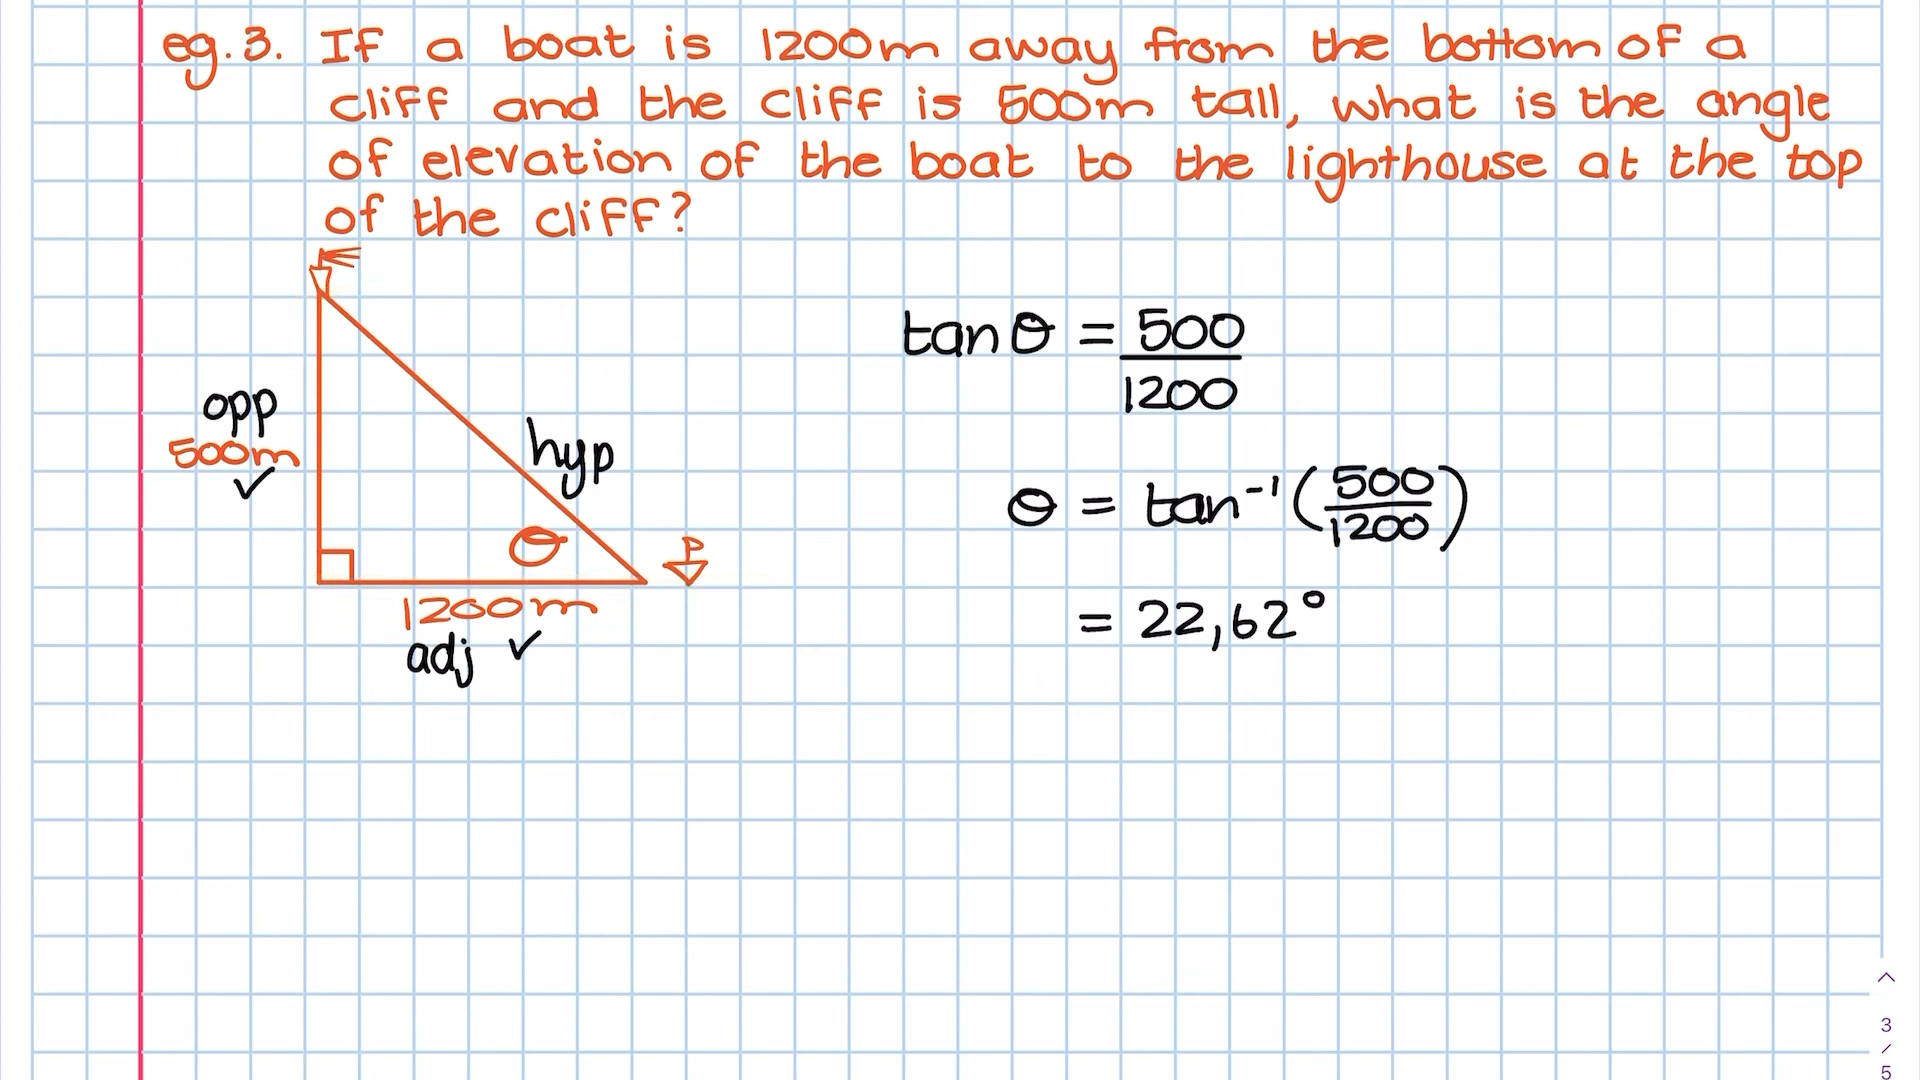 eg. 3. If a boat is 1200m away from the bottom of a
cliff and the cliff is 500m tall, what is the angle
of elevation of the boat to the lighthouse at the top
of the cliff?
opp
500m
✓
hyp
θ
1200m
adj ✓
tan θ = 500
1200
θ = tan⁻¹ (500/1200)
= 22,62°
^
3
/
5